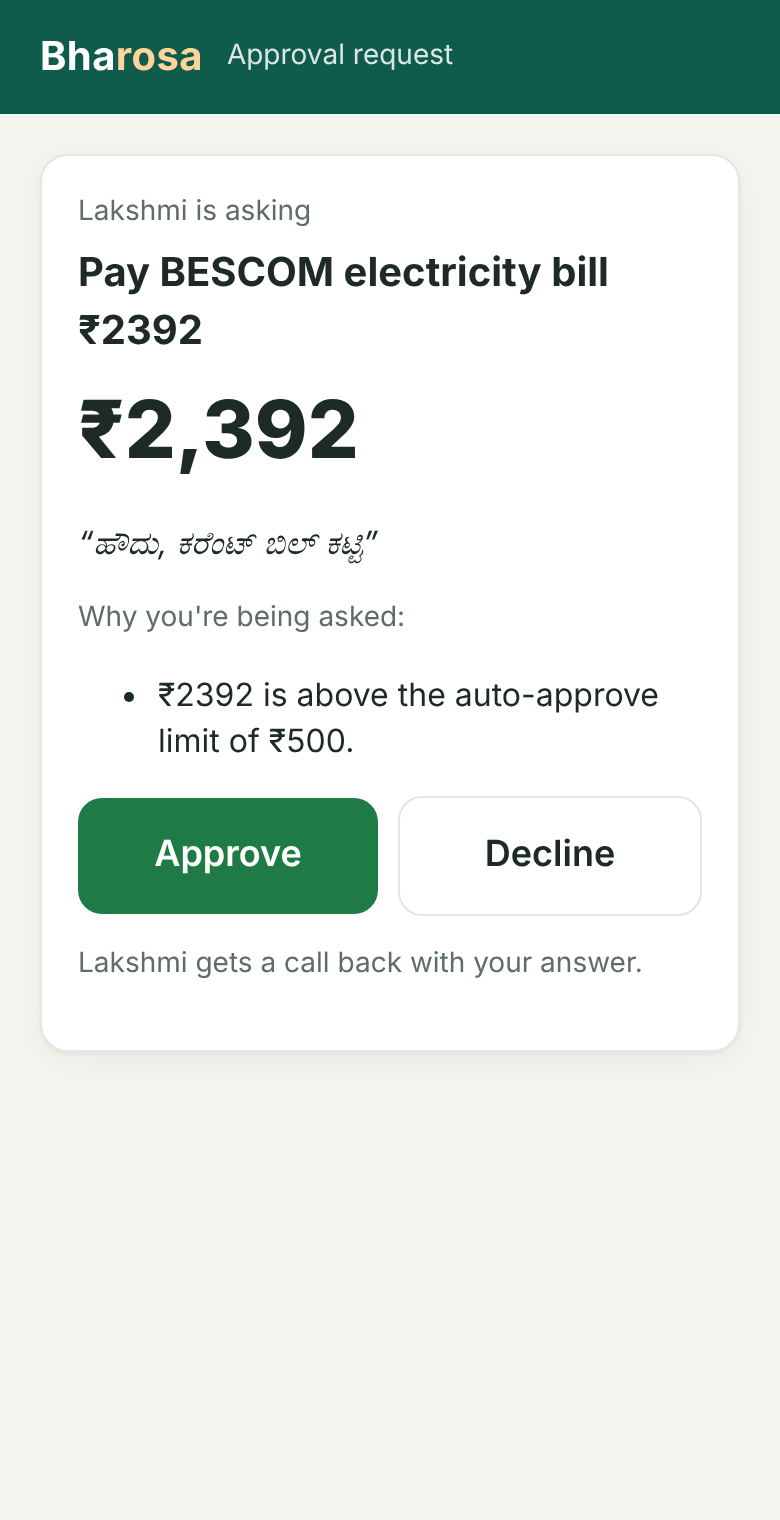 Bharosa Approval request
Lakshmi is asking
Pay BESCOM electricity bill
₹2392
₹2,392
“ಹೌದು, ಕರೆಂಟ್ ಬಿಲ್ ಕಟ್ಟಿ”
Why you're being asked:
• ₹2392 is above the auto-approve
limit of ₹500.
Approve Decline
Lakshmi gets a call back with your answer.